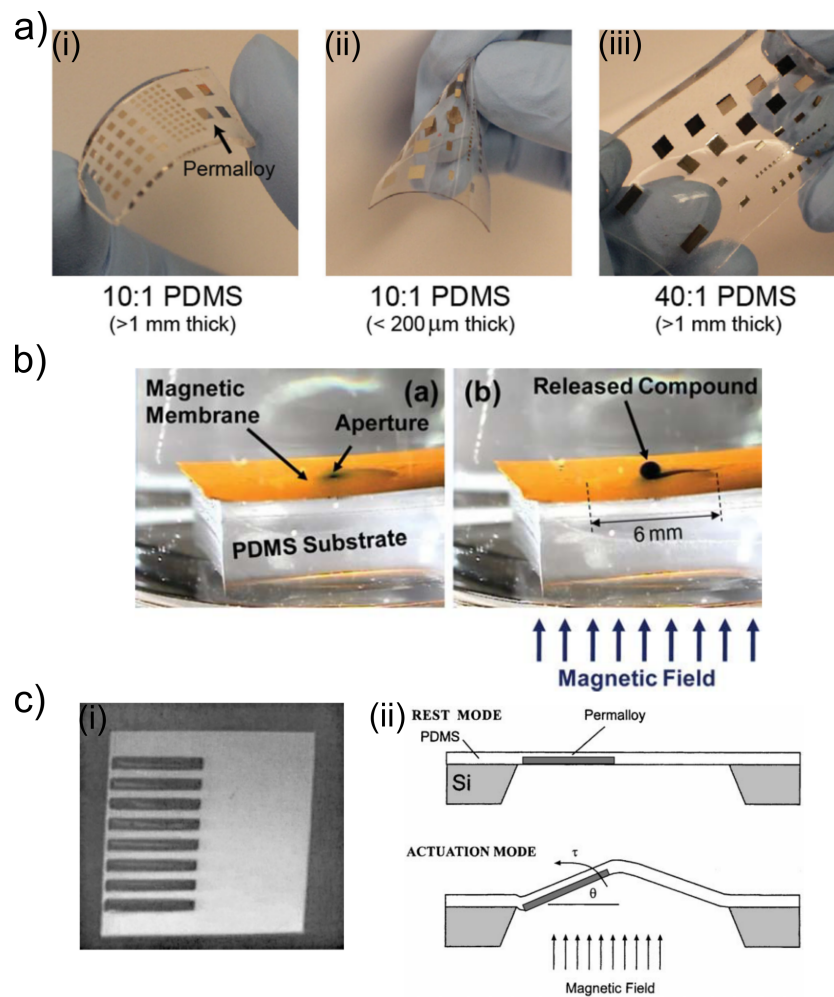 a)
(i)
(ii)
(iii)
Permalloy
10:1 PDMS
(>1 mm thick)
10:1 PDMS
(< 200 μm thick)
40:1 PDMS
(>1 mm thick)
b)
(a)
Magnetic
Membrane
Aperture
PDMS Substrate
(b)
Released Compound
6 mm
Magnetic Field
c)
(i)
(ii)
REST MODE
PDMS
Permalloy
Si
ACTUATION MODE
τ
θ
Magnetic Field